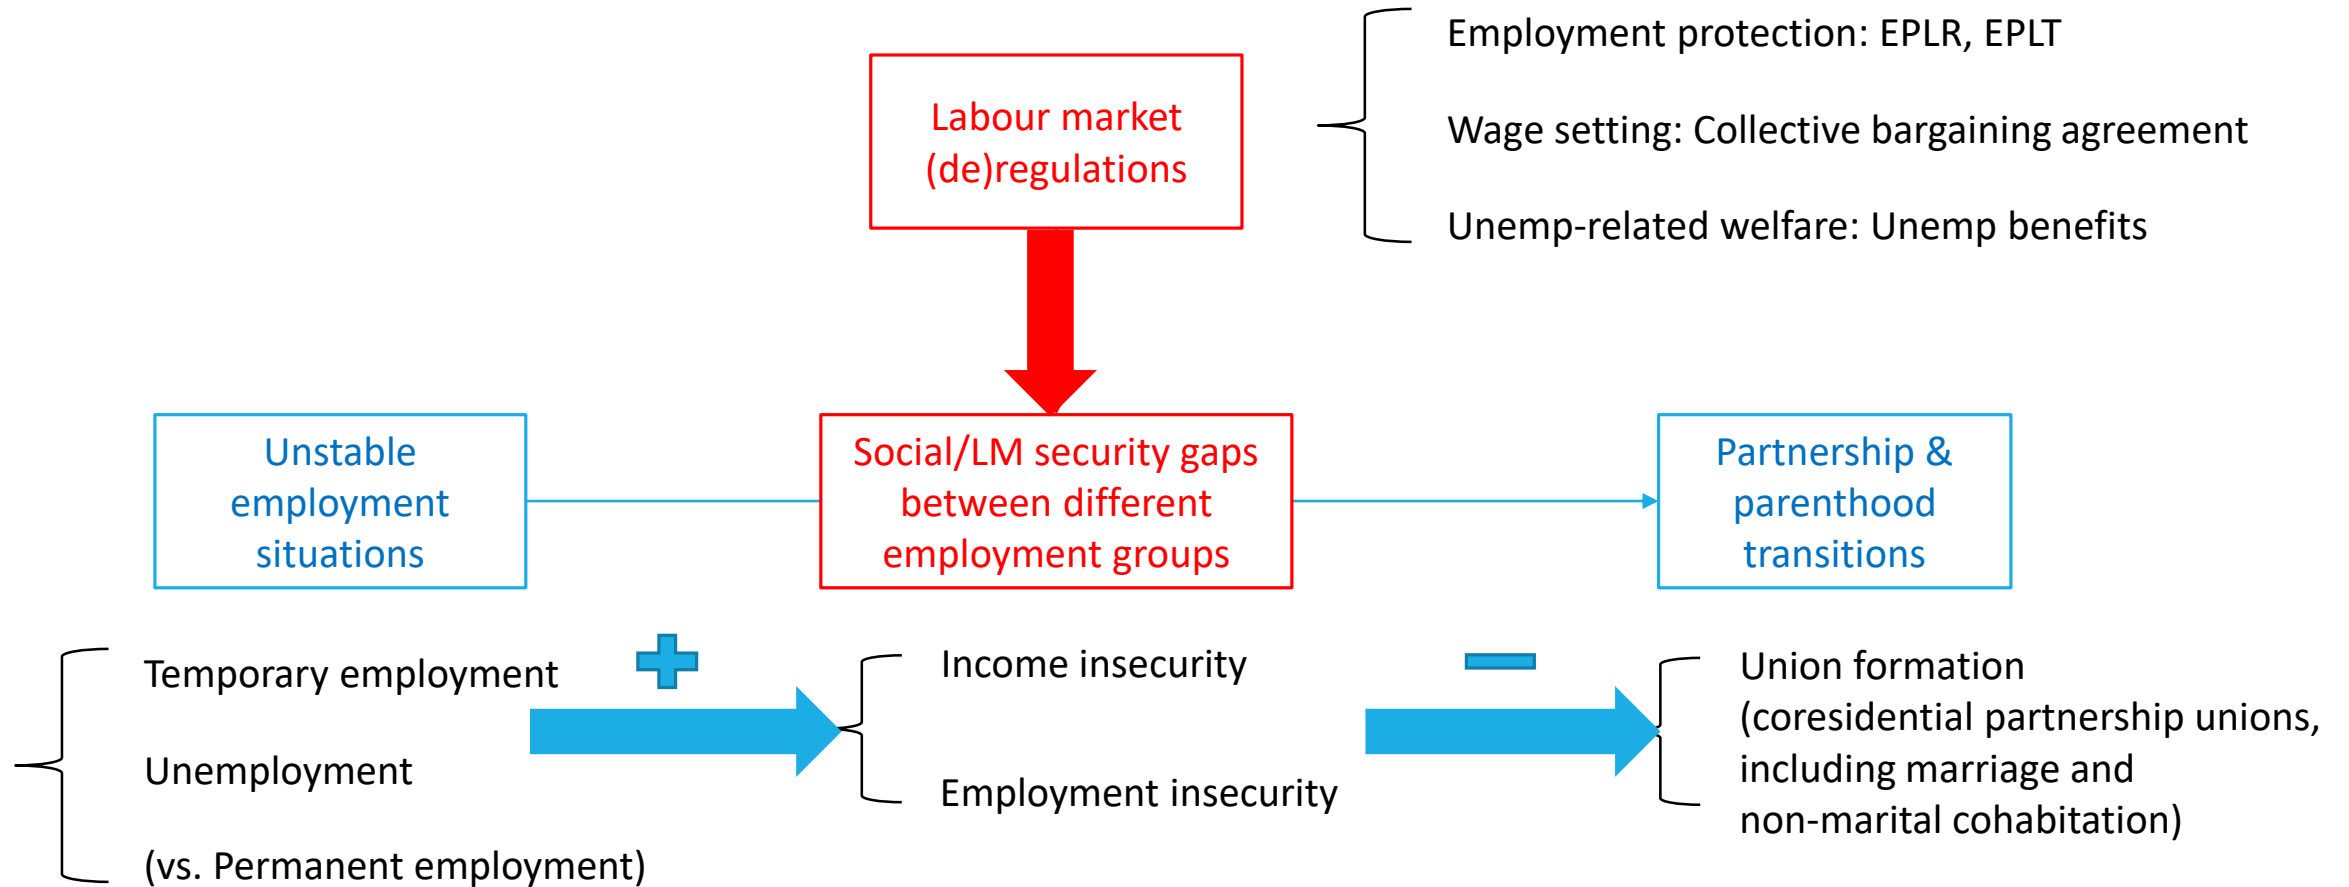 Labour market
(de)regulations
Employment protection: EPLR, EPLT
Wage setting: Collective bargaining agreement
Unemp-related welfare: Unemp benefits
Unstable
employment
situations
Social/LM security gaps
between different
employment groups
Partnership &
parenthood
transitions
Temporary employment
Unemployment
(vs. Permanent employment)
Income insecurity
Employment insecurity
Union formation
(coresidential partnership unions,
including marriage and
non-marital cohabitation)